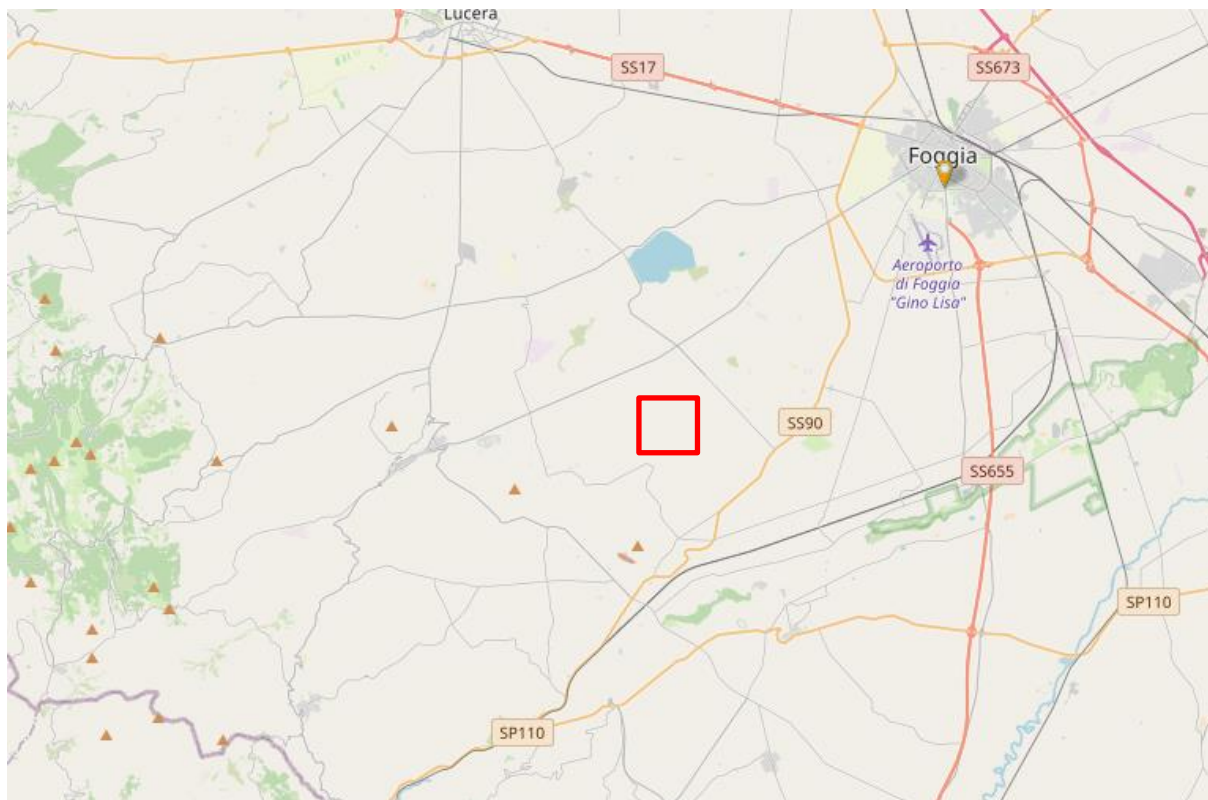 Lucera
SS17
SS673
Foggia
Aeroporto
di Foggia
"Gino Lisa"
SS90
SS655
SP110
SP110